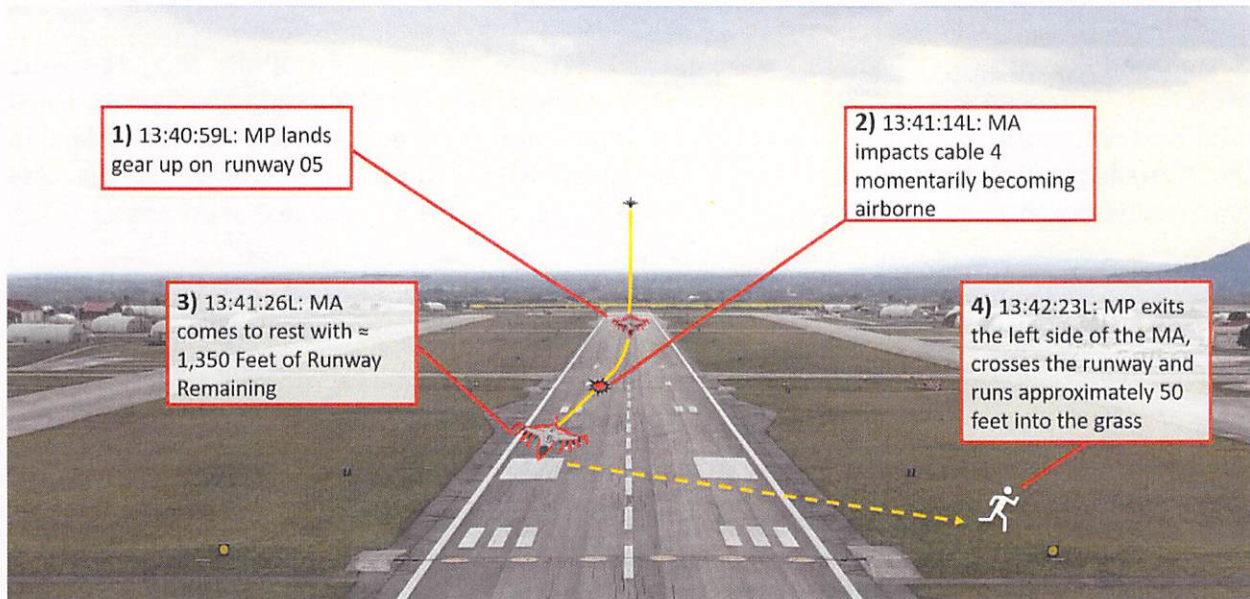 1) 13:40:59L: MP lands
gear up on runway 05
2) 13:41:14L: MA
impacts cable 4
momentarily becoming
airborne
3) 13:41:26L: MA
comes to rest with ≈
1,350 Feet of Runway
Remaining
4) 13:42:23L: MP exits
the left side of the MA,
crosses the runway and
runs approximately 50
feet into the grass